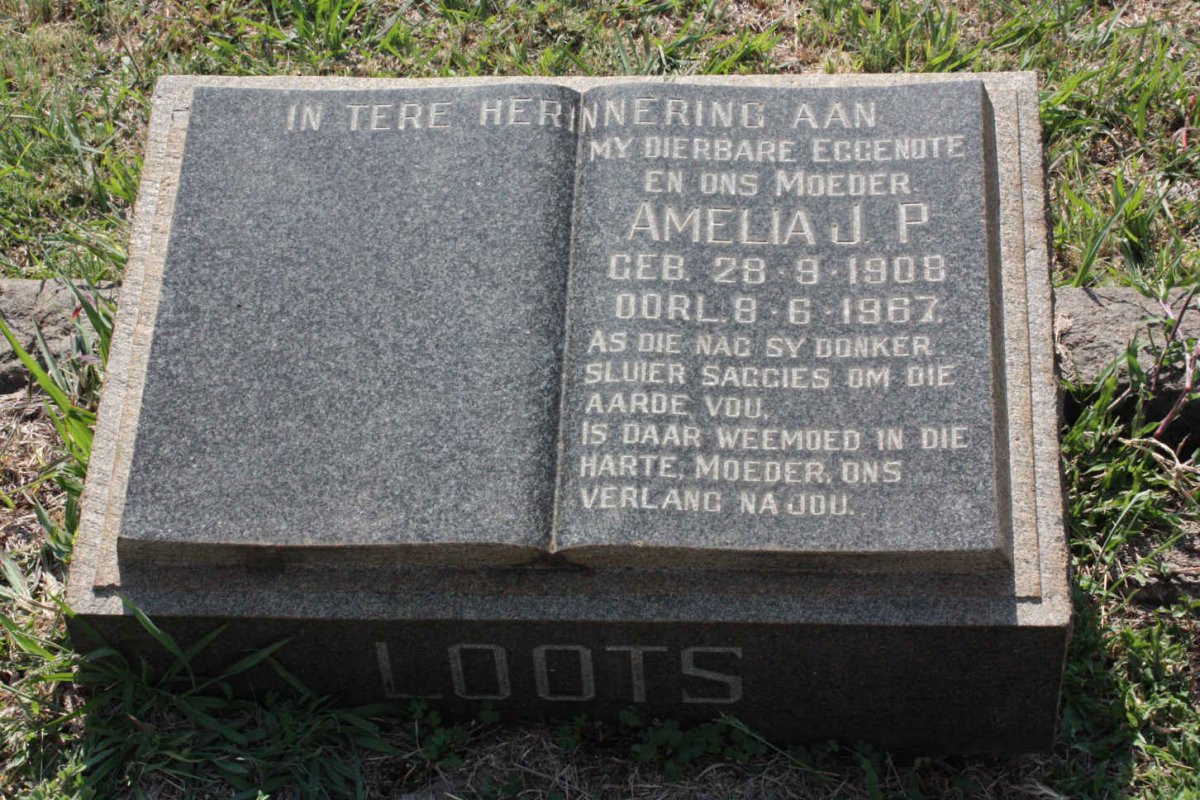 IN TERE HERINNERING AAN
MY DIERBARE EGGENOTE
EN ONS MOEDER
AMELIA J. P.
GEB. 28·9·1908
OORL. 8·6·1967.
AS DIE NAG SY DONKER
SLUIER SAGGIES OM DIE
AARDE VOU,
IS DAAR WEEMOED IN DIE
HARTE, MOEDER, ONS
VERLANG NA JOU.
LOOTS